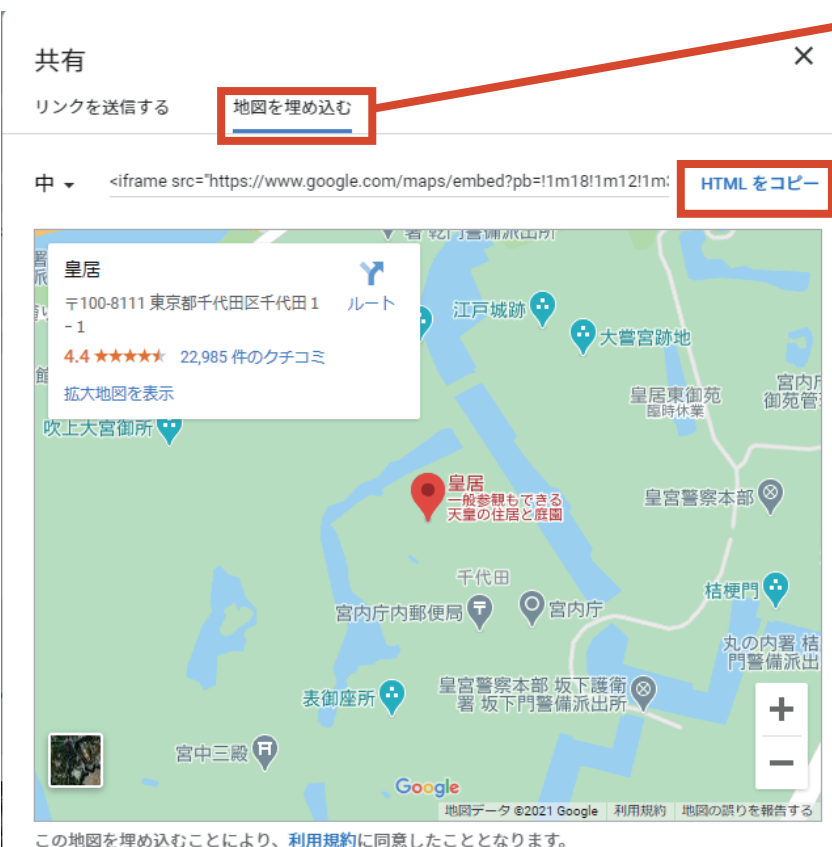 共有
×
リンクを送信する
地図を埋め込む
中
<iframe src="https://www.google.com/maps/embed?pb=!1m18!1m12!1m3
HTML をコピー
署 乾門警備派出所
皇居
〒100-8111 東京都千代田区千代田１
−１
4.4
22,985 件のクチコミ
拡大地図を表示
ルート
江戸城跡
大嘗宮跡地
皇居東御苑
臨時休業
宮内庁
御苑管
吹上大宮御所
皇居
一般参観もできる
天皇の住居と庭園
皇宮警察本部
千代田
桔梗門
宮内庁内郵便局
宮内庁
丸の内署 桔
門警備派出
皇宮警察本部 坂下護衛
署 坂下門警備派出所
表御座所
宮中三殿
+
−
Google
地図データ ©2021 Google
利用規約
地図の誤りを報告する
この地図を埋め込むことにより、利用規約に同意したこととなります。